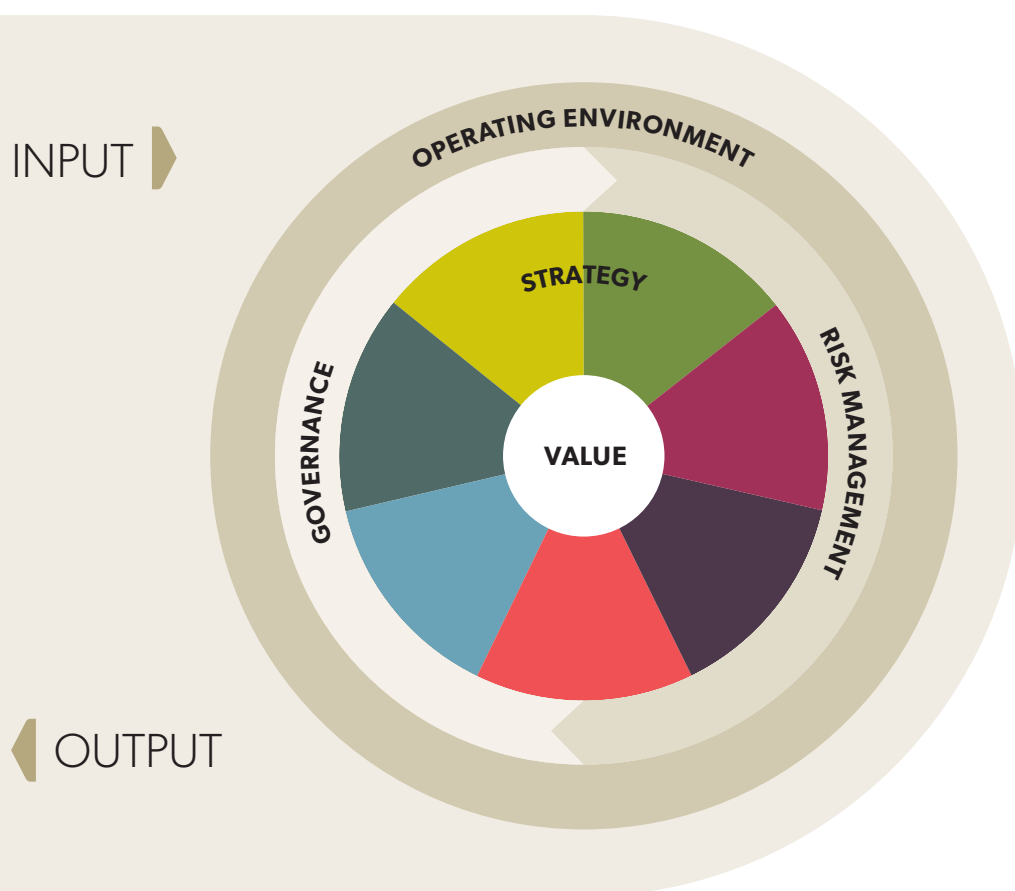 INPUT
OPERATING ENVIRONMENT
STRATEGY
GOVERNANCE
RISK MANAGEMENT
VALUE
OUTPUT